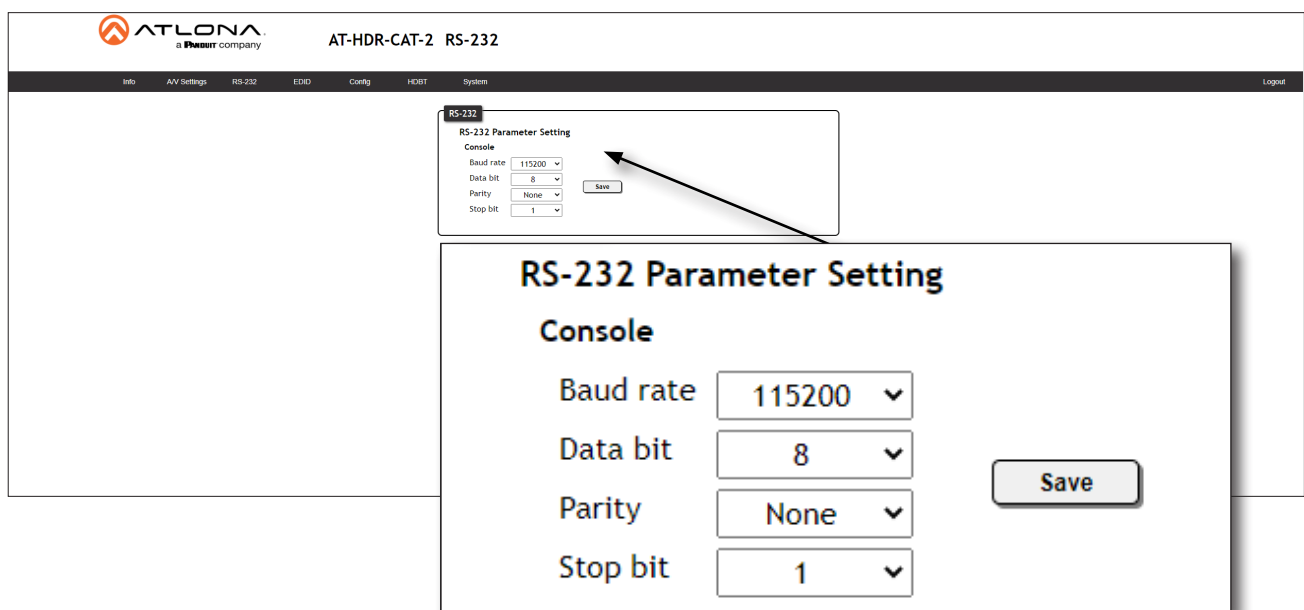 ATLONA.
a PANDUIT company
AT-HDR-CAT-2 RS-232
Info A/V Settings RS-232 EDID Config HDBT System Logout
RS-232
RS-232 Parameter Setting
Console
Baud rate 115200
Data bit 8
Parity None
Stop bit 1
Save
RS-232 Parameter Setting
Console
Baud rate 115200
Data bit 8
Parity None
Stop bit 1
Save